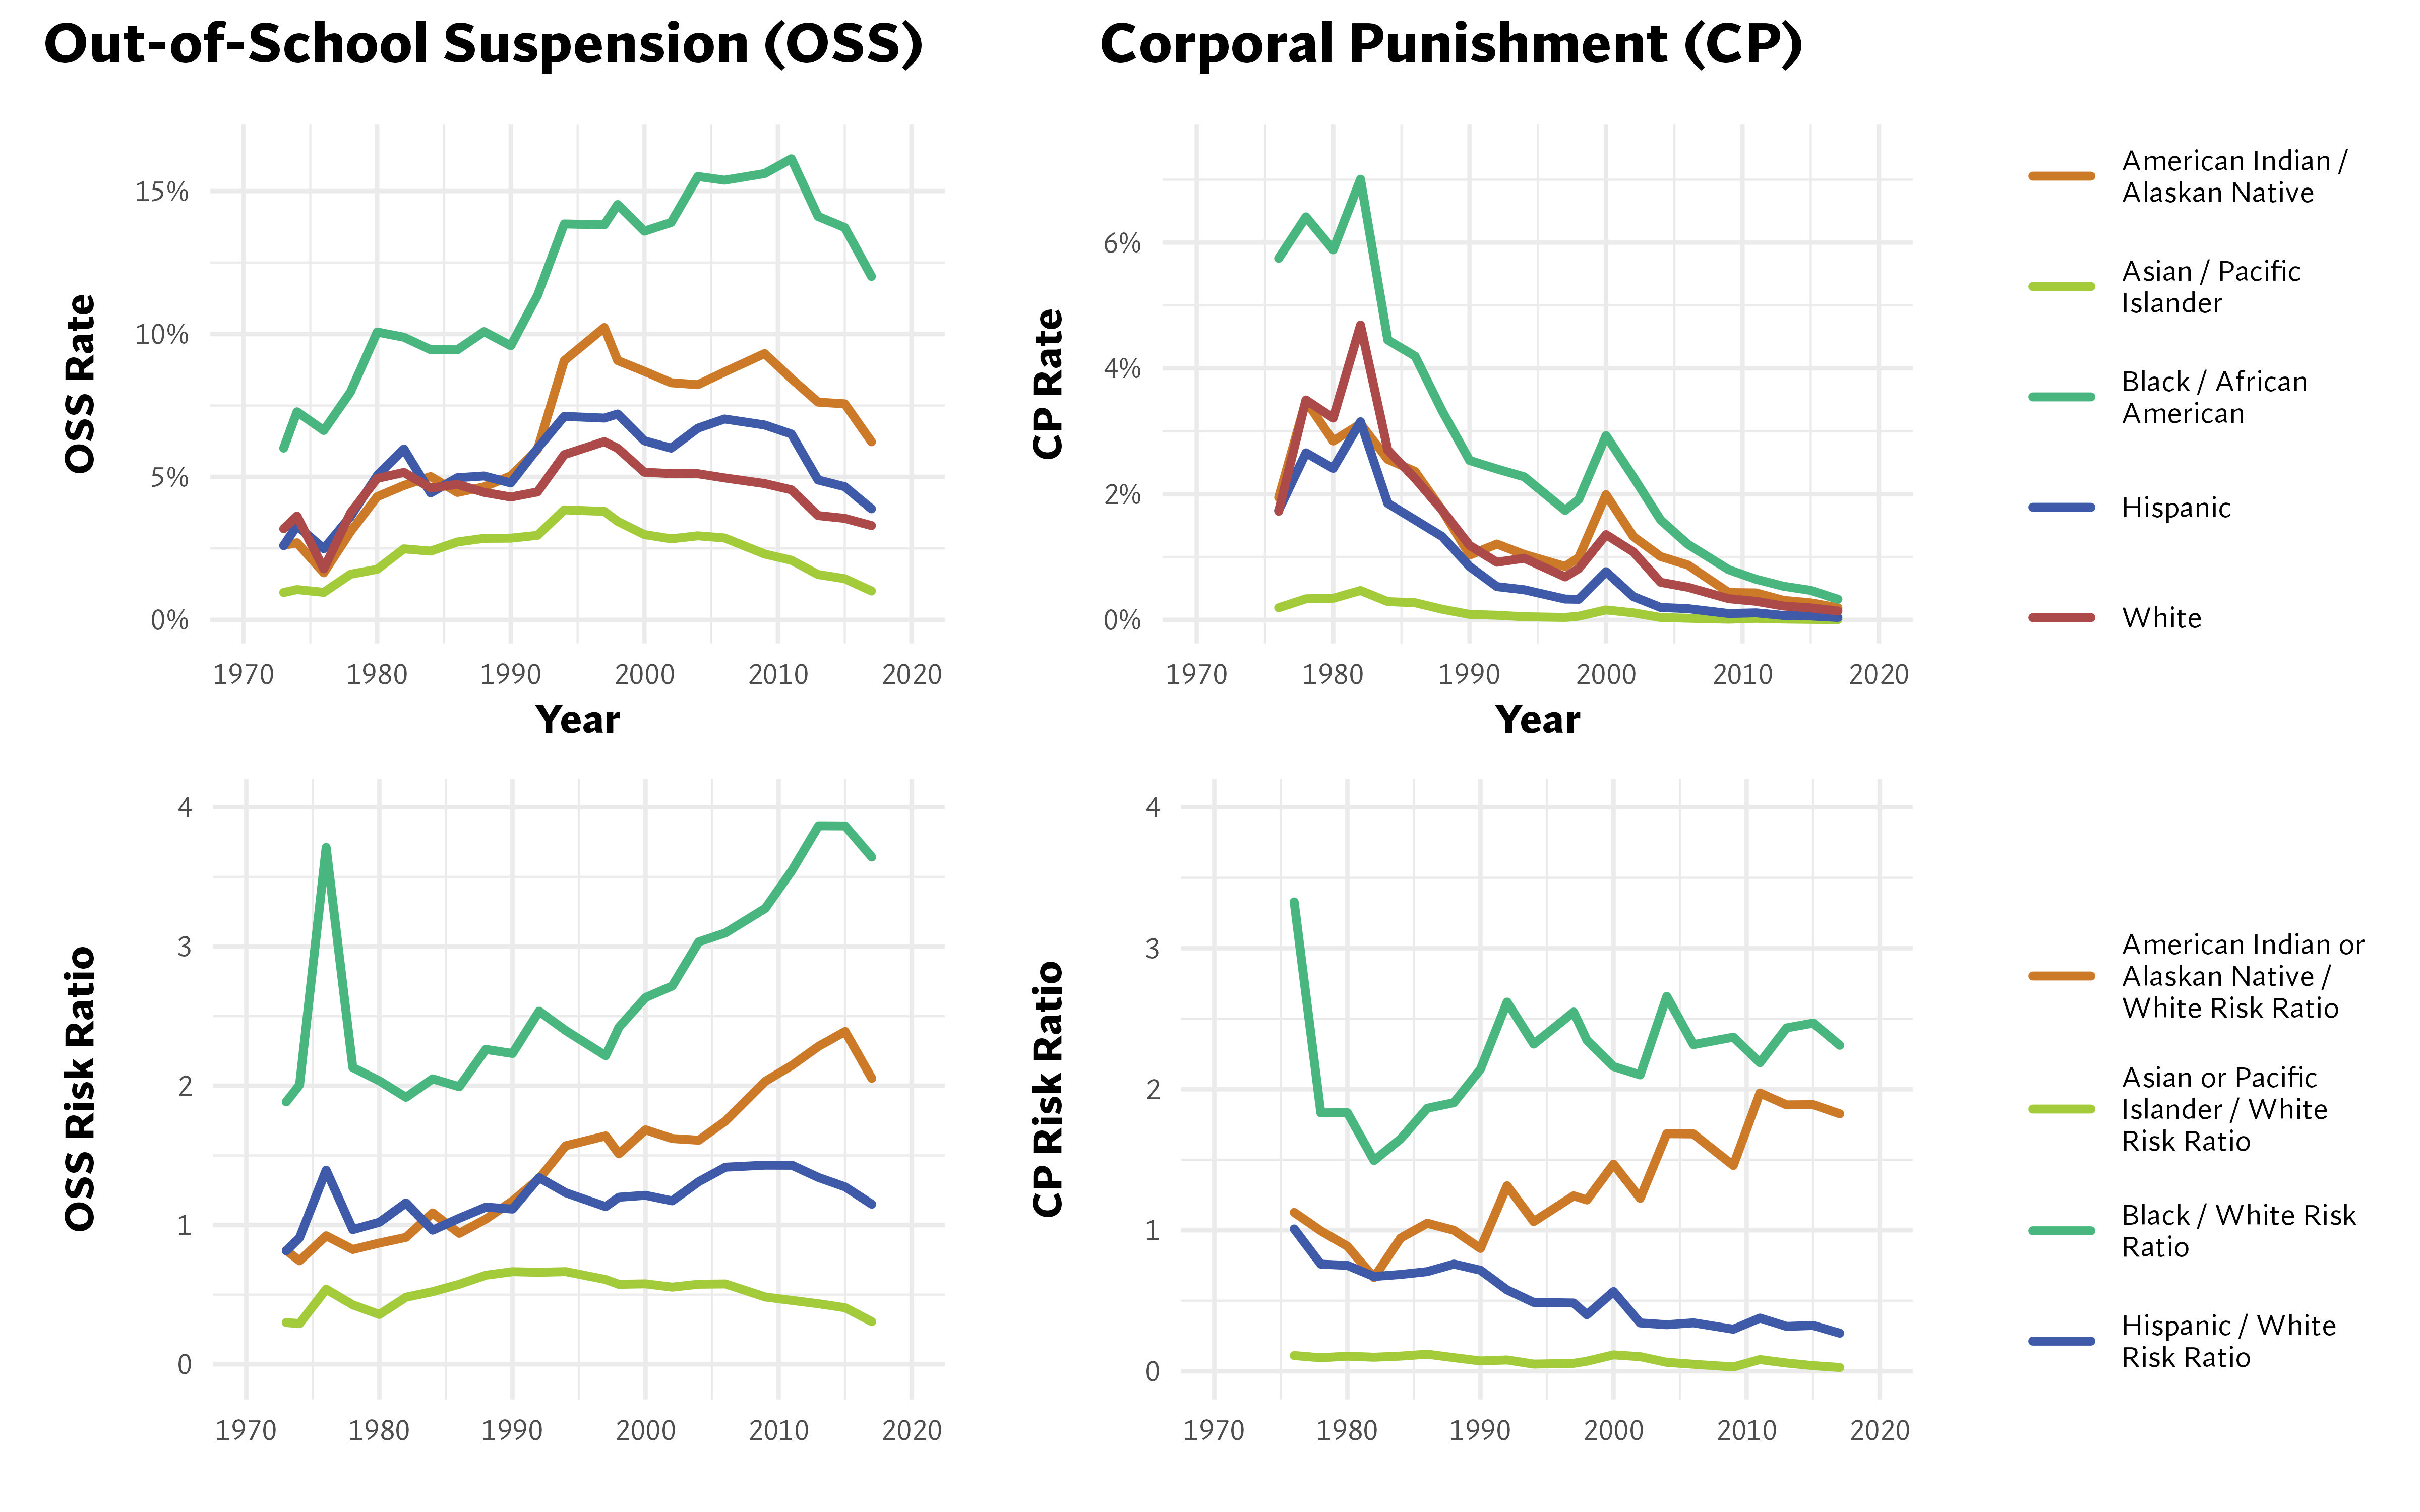 Out-of-School Suspension (OSS)
Corporal Punishment (CP)
OSS Rate
15%
10%
5%
0%
1970 1980 1990 2000 2010 2020
Year
CP Rate
6%
4%
2%
0%
1970 1980 1990 2000 2010 2020
Year
American Indian /
Alaskan Native
Asian / Pacific
Islander
Black / African
American
Hispanic
White
OSS Risk Ratio
4
3
2
1
0
1970 1980 1990 2000 2010 2020
CP Risk Ratio
4
3
2
1
0
1970 1980 1990 2000 2010 2020
American Indian or
Alaskan Native /
White Risk Ratio
Asian or Pacific
Islander / White
Risk Ratio
Black / White Risk
Ratio
Hispanic / White
Risk Ratio